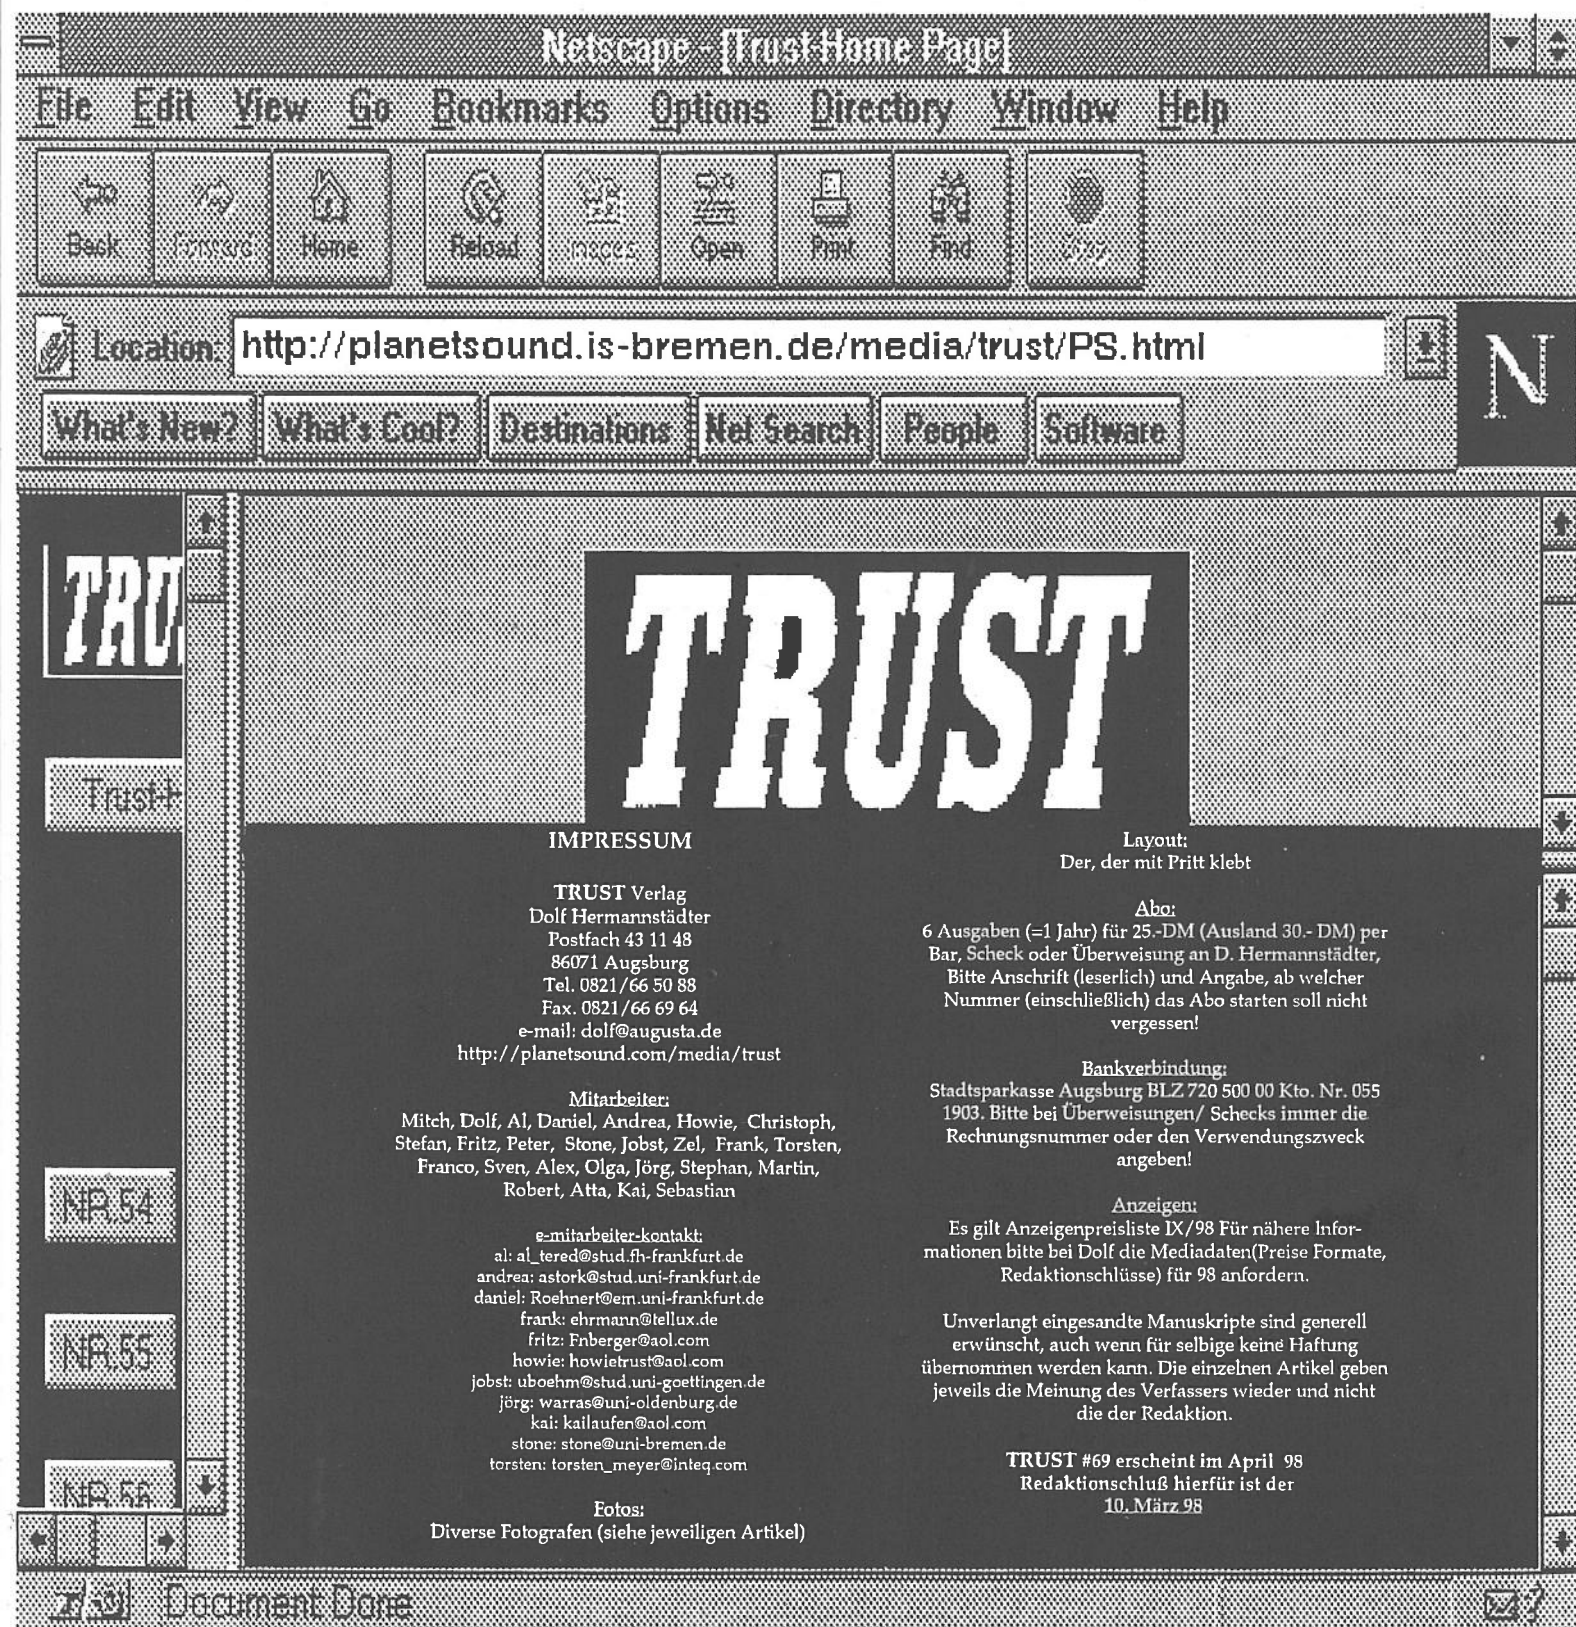 Netscape - [Trust-Home Page]
File Edit View Go Bookmarks Options Directory Window Help
Back Forward Home Reload Images Open Print Find Stop
Location: http://planetsound.is-bremen.de/media/trust/PS.html
N
What's New? What's Cool? Destinations Net Search People Software
TRU
Trust-H
NR.54
NR.55
NR.56
TRUST
IMPRESSUM
TRUST Verlag
Dolf Hermannstädter
Postfach 43 11 48
86071 Augsburg
Tel. 0821/66 50 88
Fax. 0821/66 69 64
e-mail: dolf@augusta.de
http://planetsound.com/media/trust
Mitarbeiter:
Mitch, Dolf, Al, Daniel, Andrea, Howie, Christoph,
Stefan, Fritz, Peter, Stone, Jobst, Zel, Frank, Torsten,
Franco, Sven, Alex, Olga, Jörg, Stephan, Martin,
Robert, Atta, Kai, Sebastian
e-mitarbeiter-kontakt:
al: al_tered@stud.fh-frankfurt.de
andrea: astork@stud.uni-frankfurt.de
daniel: Roehnert@em.uni-frankfurt.de
frank: ehrmann@tellux.de
fritz: Fnberger@aol.com
howie: howietrust@aol.com
jobst: uboehm@stud.uni-goettingen.de
jörg: warras@uni-oldenburg.de
kai: kailaufen@aol.com
stone: stone@uni-bremen.de
torsten: torsten_meyer@inteq.com
Fotos:
Diverse Fotografen (siehe jeweiligen Artikel)
Layout:
Der, der mit Pritt klebt
Abo:
6 Ausgaben (=1 Jahr) für 25.-DM (Ausland 30.- DM) per
Bar, Scheck oder Überweisung an D. Hermannstädter,
Bitte Anschrift (leserlich) und Angabe, ab welcher
Nummer (einschließlich) das Abo starten soll nicht
vergessen!
Bankverbindung:
Stadtsparkasse Augsburg BLZ 720 500 00 Kto. Nr. 055
1903. Bitte bei Überweisungen/ Schecks immer die
Rechnungsnummer oder den Verwendungszweck
angeben!
Anzeigen:
Es gilt Anzeigenpreisliste IX/98 Für nähere Infor-
mationen bitte bei Dolf die Mediadaten(Preise Formate,
Redaktionschlüsse) für 98 anfordern.
Unverlangt eingesandte Manuskripte sind generell
erwünscht, auch wenn für selbige keine Haftung
übernommen werden kann. Die einzelnen Artikel geben
jeweils die Meinung des Verfassers wieder und nicht
die der Redaktion.
TRUST #69 erscheint im April 98
Redaktionschluß hierfür ist der
10. März 98
Document: Done